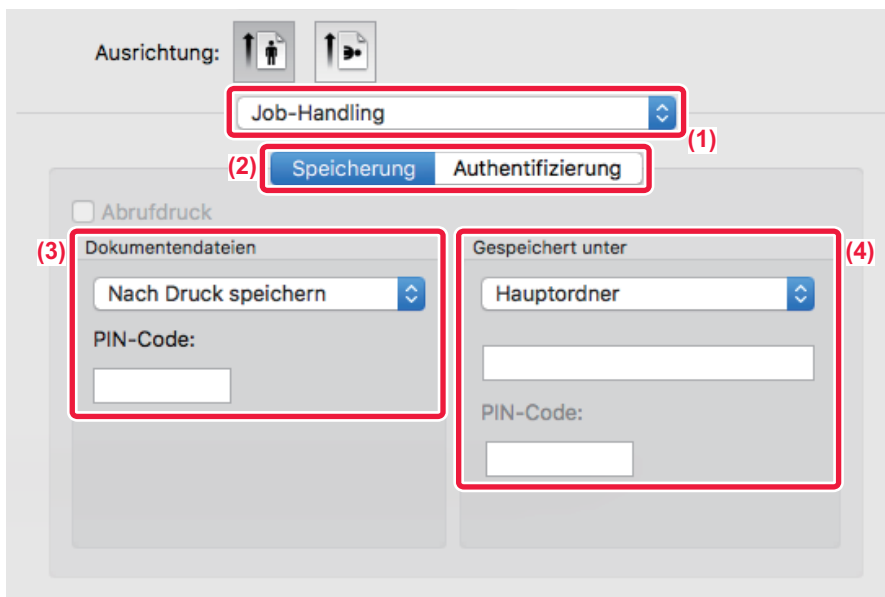 Ausrichtung:
Job-Handling
(1)
(2)
Speicherung Authentifizierung
Abrufdruck
(3)
Dokumentendateien
Nach Druck speichern
PIN-Code:
Gespeichert unter
(4)
Hauptordner
PIN-Code: